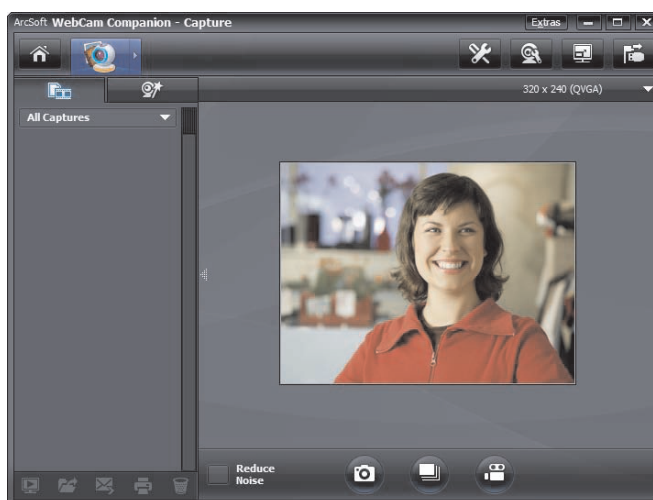 ArcSoft WebCam Companion - Capture
Extras
320 x 240 (QVGA)
All Captures
Reduce
Noise